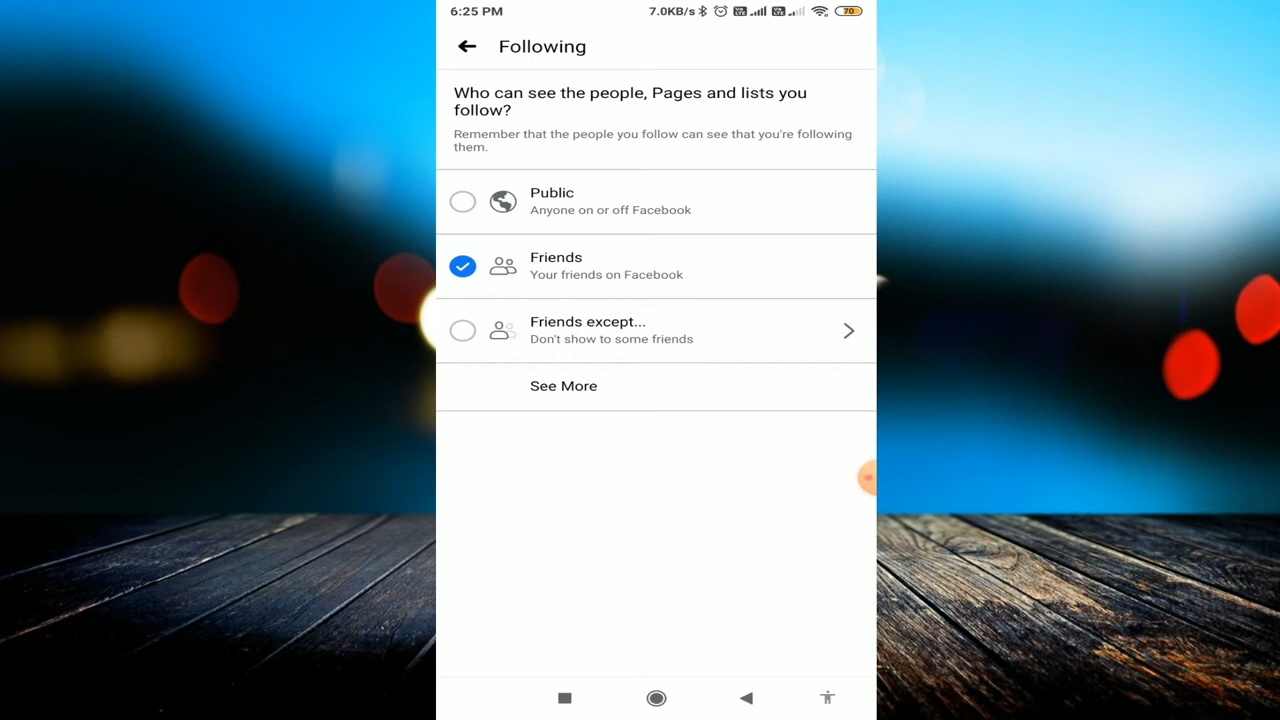 6:25 PM 7.0KB/s 70
Following
Who can see the people, Pages and lists you
follow?
Remember that the people you follow can see that you're following
them.
Public
Anyone on or off Facebook
Friends
Your friends on Facebook
Friends except...
Don't show to some friends
See More